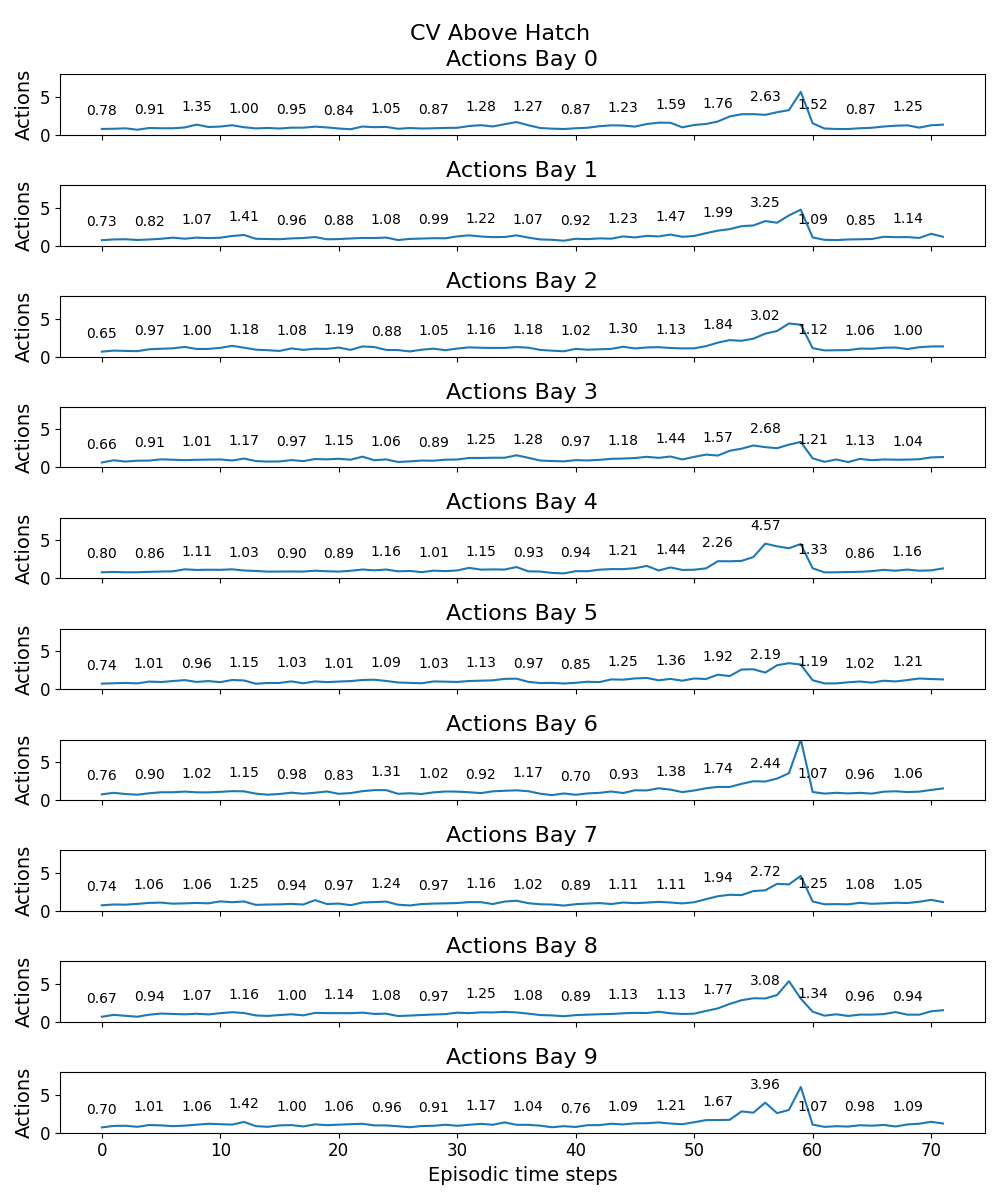 CV Above Hatch
Actions Bay 0
Actions
5
0
0.78 0.91 1.35 1.00 0.95 0.84 1.05 0.87 1.28 1.27 0.87 1.23 1.59 1.76 2.63 1.52 0.87 1.25
Actions Bay 1
Actions
5
0
0.73 0.82 1.07 1.41 0.96 0.88 1.08 0.99 1.22 1.07 0.92 1.23 1.47 1.99 3.25 1.09 0.85 1.14
Actions Bay 2
Actions
5
0
0.65 0.97 1.00 1.18 1.08 1.19 0.88 1.05 1.16 1.18 1.02 1.30 1.13 1.84 3.02 1.12 1.06 1.00
Actions Bay 3
Actions
5
0
0.66 0.91 1.01 1.17 0.97 1.15 1.06 0.89 1.25 1.28 0.97 1.18 1.44 1.57 2.68 1.21 1.13 1.04
Actions Bay 4
Actions
5
0
0.80 0.86 1.11 1.03 0.90 0.89 1.16 1.01 1.15 0.93 0.94 1.21 1.44 2.26 4.57 1.33 0.86 1.16
Actions Bay 5
Actions
5
0
0.74 1.01 0.96 1.15 1.03 1.01 1.09 1.03 1.13 0.97 0.85 1.25 1.36 1.92 2.19 1.19 1.02 1.21
Actions Bay 6
Actions
5
0
0.76 0.90 1.02 1.15 0.98 0.83 1.31 1.02 0.92 1.17 0.70 0.93 1.38 1.74 2.44 1.07 0.96 1.06
Actions Bay 7
Actions
5
0
0.74 1.06 1.06 1.25 0.94 0.97 1.24 0.97 1.16 1.02 0.89 1.11 1.11 1.94 2.72 1.25 1.08 1.05
Actions Bay 8
Actions
5
0
0.67 0.94 1.07 1.16 1.00 1.14 1.08 0.97 1.25 1.08 0.89 1.13 1.13 1.77 3.08 1.34 0.96 0.94
Actions Bay 9
Actions
5
0
0.70 1.01 1.06 1.42 1.00 1.06 0.96 0.91 1.17 1.04 0.76 1.09 1.21 1.67 3.96 1.07 0.98 1.09
0 10 20 30 40 50 60 70
Episodic time steps